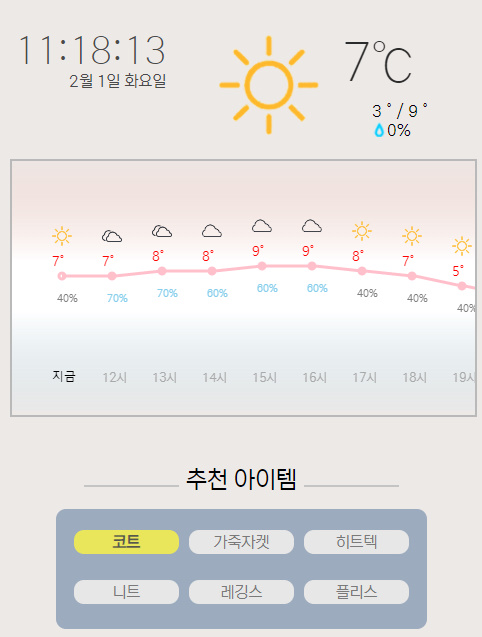 11:18:13
2월 1일 화요일
7℃
3 ˚ / 9 ˚
0%
7˚ 7˚ 8˚ 8˚ 9˚ 9˚ 8˚ 7˚ 5˚
40% 70% 70% 60% 60% 60% 40% 40% 40%
지금 12시 13시 14시 15시 16시 17시 18시 19시
추천 아이템
코트 가죽자켓 히트텍
니트 레깅스 플리스